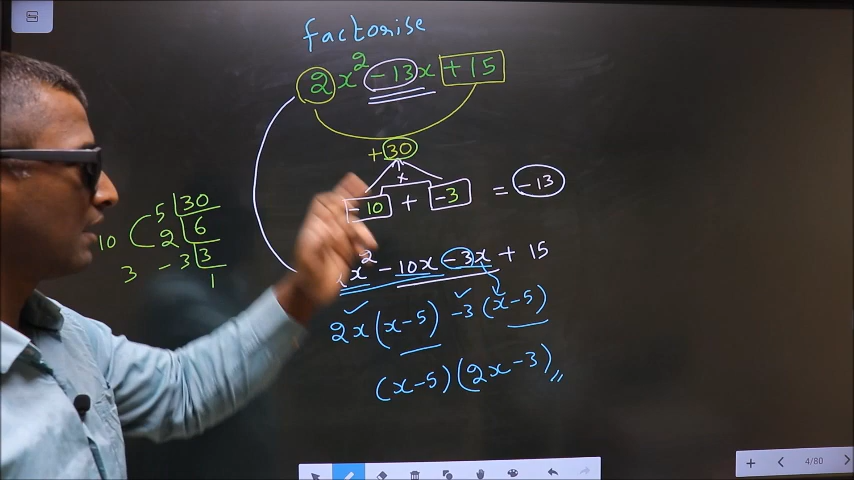 factorise
2x² -13x +15
+30
x
-10 + -3 = -13
5 30
10 2 6
3 -3 3
1
x² - 10x - 3x + 15
2x(x-5) -3(x-5)
(x-5)(2x-3)
4/80